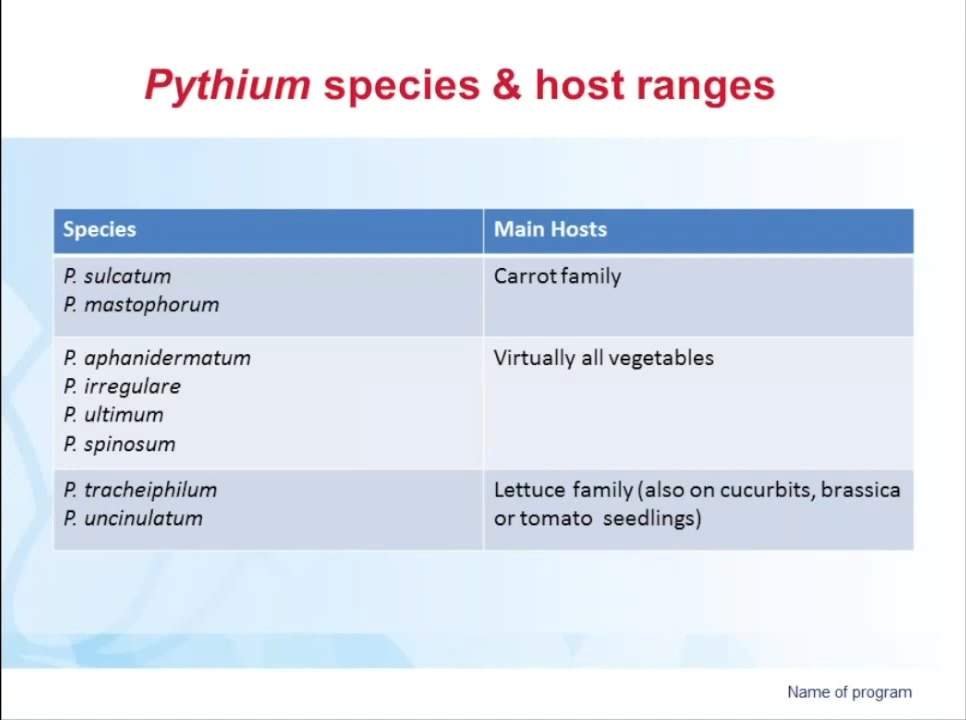 Pythium species & host ranges
Species
Main Hosts
P. sulcatum
P. mastophorum
Carrot family
P. aphanidermatum
P. irregulare
P. ultimum
P. spinosum
Virtually all vegetables
P. tracheiphilum
P. uncinulatum
Lettuce family (also on cucurbits, brassica
or tomato seedlings)
Name of program